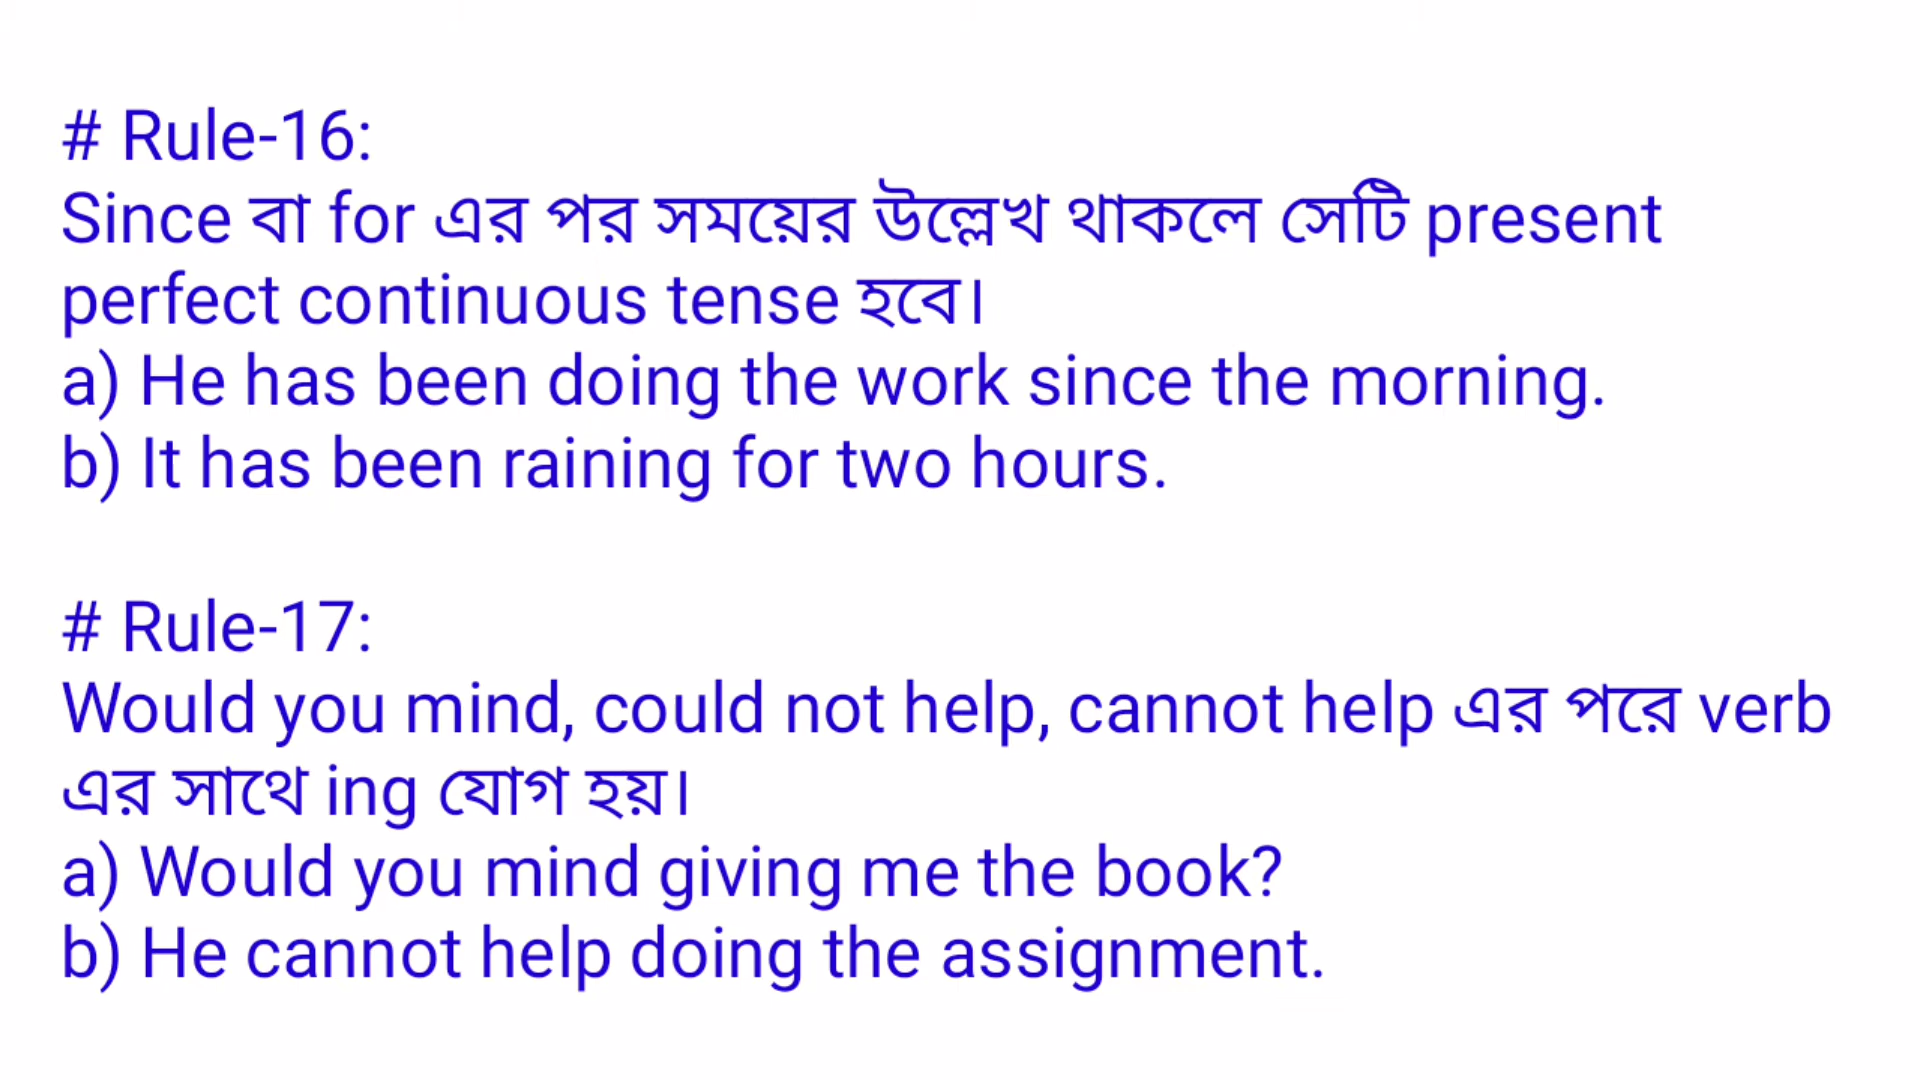 # Rule-16:
Since বা for এর পর সময়ের উল্লেখ থাকলে সেটি present
perfect continuous tense হবে।
a) He has been doing the work since the morning.
b) It has been raining for two hours.
# Rule-17:
Would you mind, could not help, cannot help এর পরে verb
এর সাথে ing যোগ হয়।
a) Would you mind giving me the book?
b) He cannot help doing the assignment.